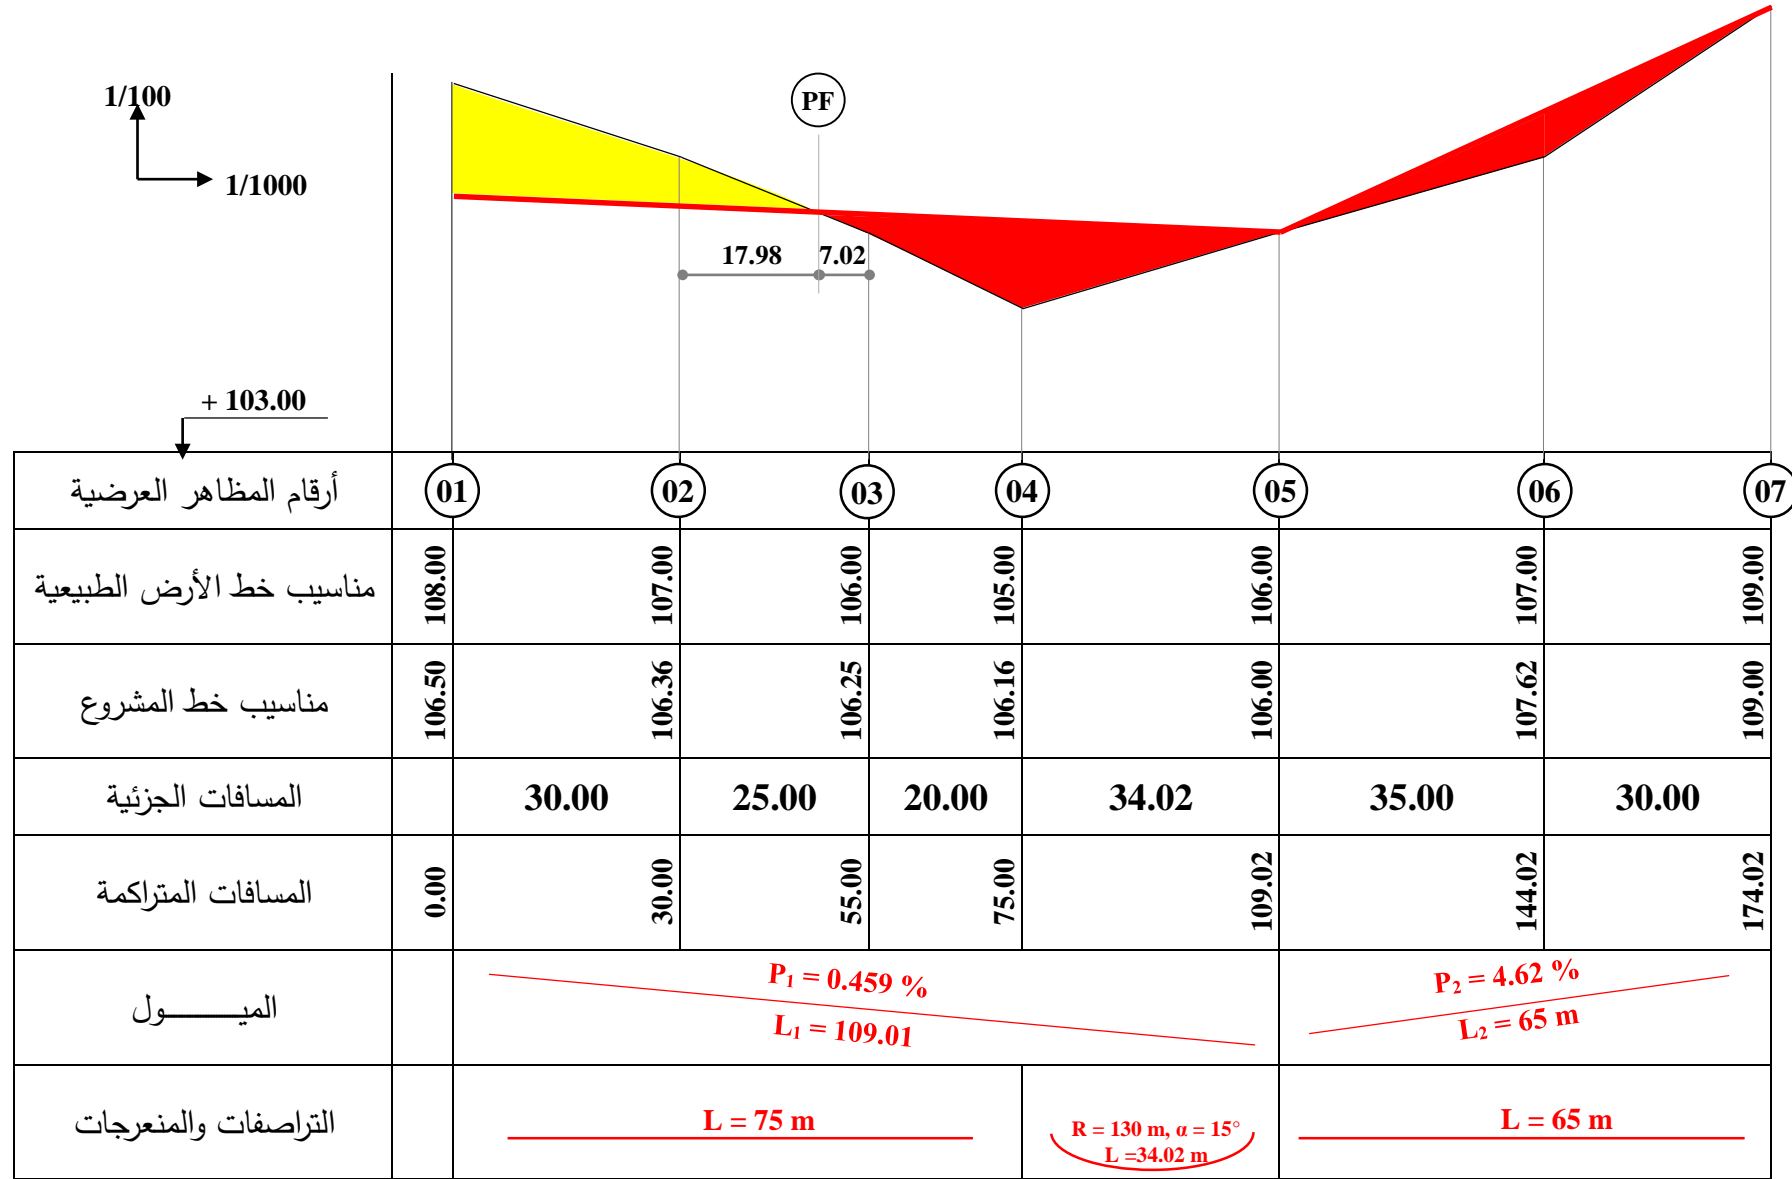 1/100
1/1000
PF
17.98 7.02
+ 103.00
أرقام المظاهر العرضية
01 02 03 04 05 06 07
مناسيب خط الأرض الطبيعية
108.00 107.00 106.00 105.00 106.00 107.00 109.00
مناسيب خط المشروع
106.50 106.36 106.25 106.16 106.00 107.62 109.00
المسافات الجزئية
30.00 25.00 20.00 34.02 35.00 30.00
المسافات المتراكمة
0.00 30.00 55.00 75.00 109.02 144.02 174.02
الميـــــــول
P₁ = 0.459 %
L₁ = 109.01
P₂ = 4.62 %
L₂ = 65 m
التراصفات والمنعرجات
L = 75 m
R = 130 m, α = 15°
L =34.02 m
L = 65 m